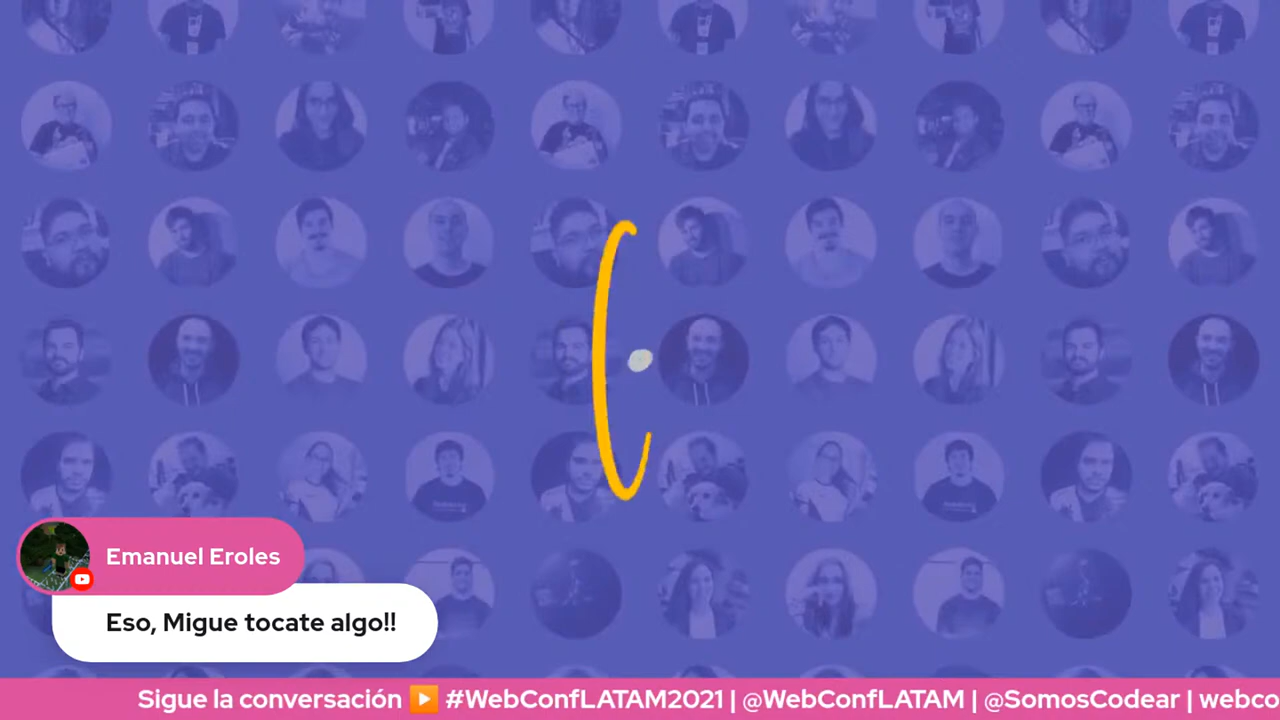 Emanuel Eroles
Eso, Migue tocate algo!!
Sigue la conversación ▶️ #WebConfLATAM2021 | @WebConfLATAM | @SomosCodear | webco